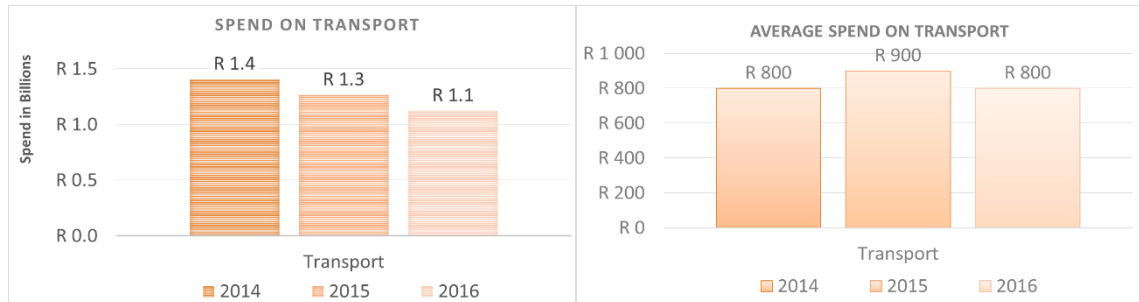 SPEND ON TRANSPORT
Spend in Billions
R 1.5
R 1.0
R 0.5
R 0.0
R 1.4
R 1.3
R 1.1
Transport
2014 2015 2016
AVERAGE SPEND ON TRANSPORT
R 1 000
R 800
R 600
R 400
R 200
R 0
R 800
R 900
R 800
Transport
2014 2015 2016